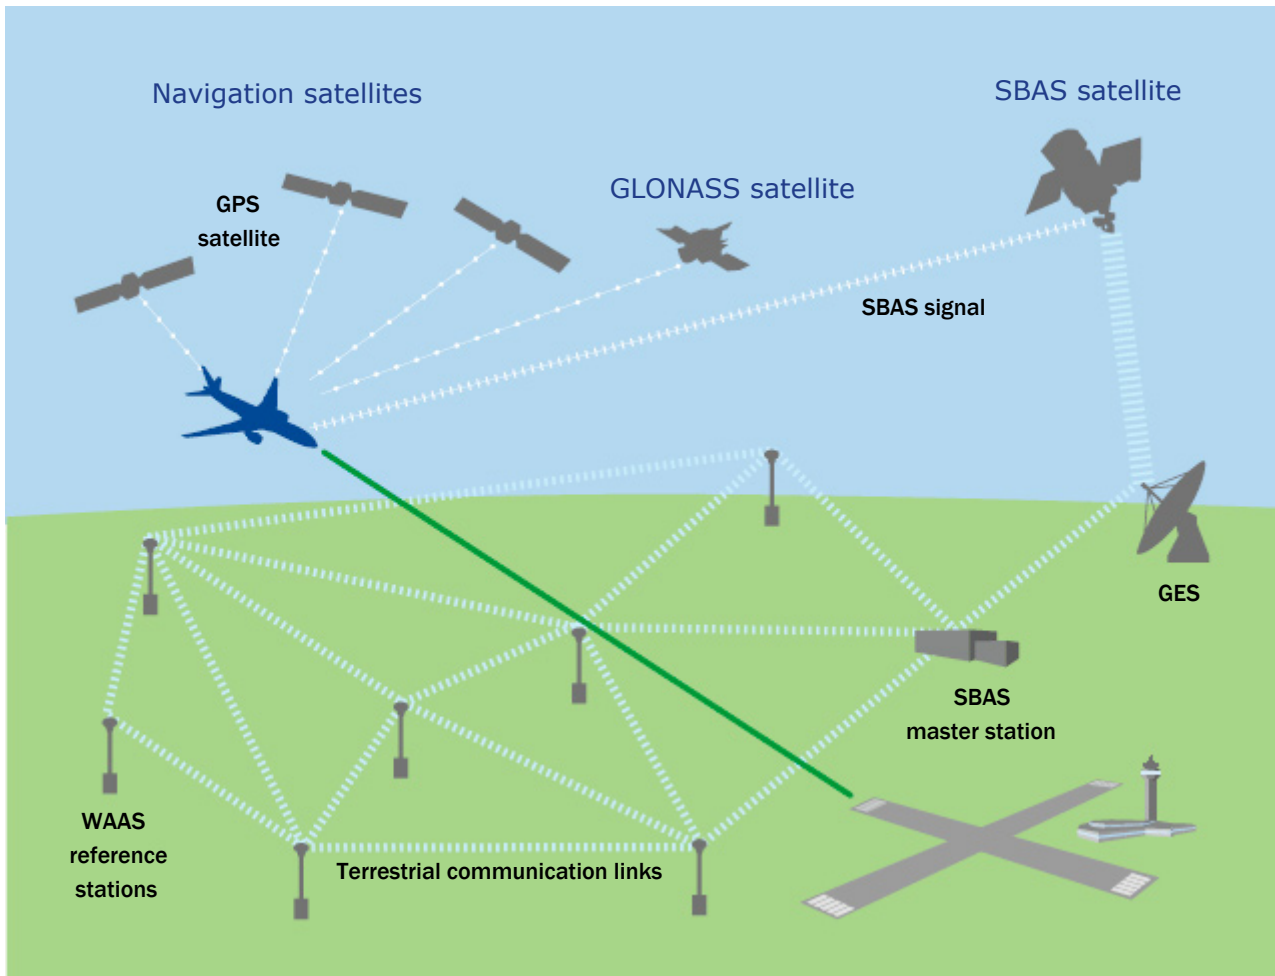 Navigation satellites
SBAS satellite
GPS
satellite
GLONASS satellite
SBAS signal
GES
SBAS
master station
WAAS
reference
stations
Terrestrial communication links